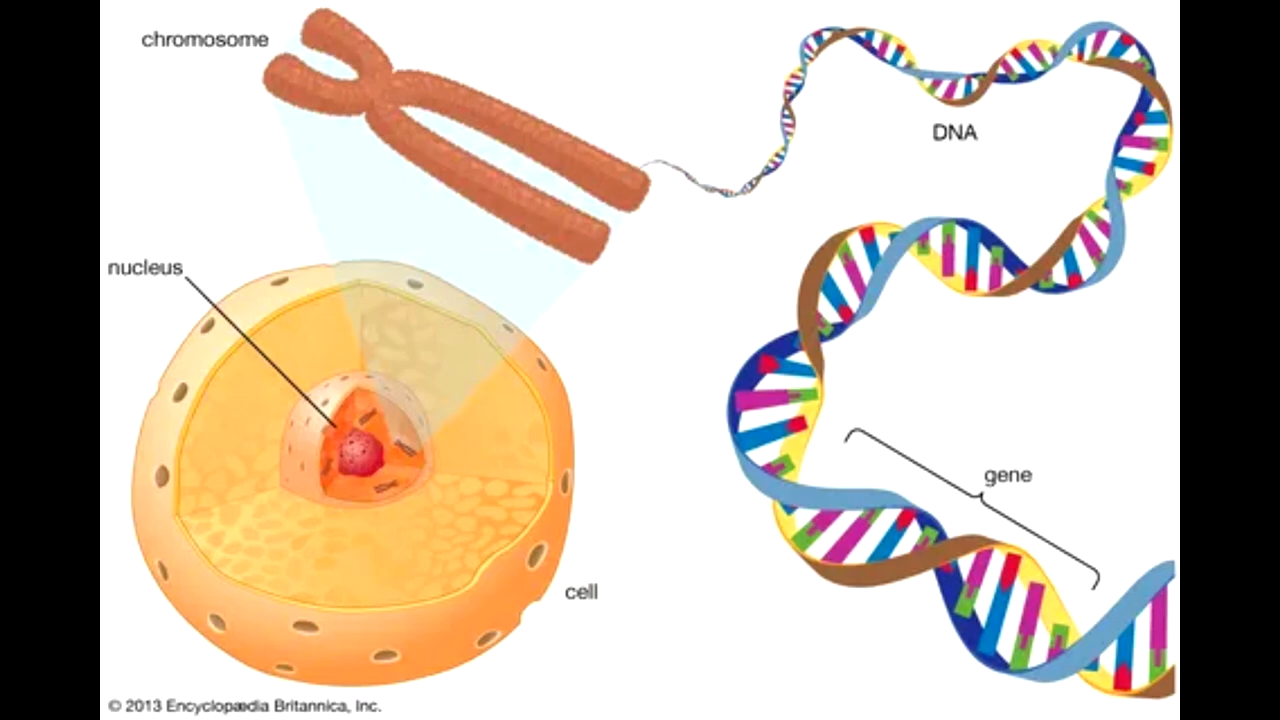 chromosome
DNA
nucleus
gene
cell
© 2013 Encyclopædia Britannica, Inc.